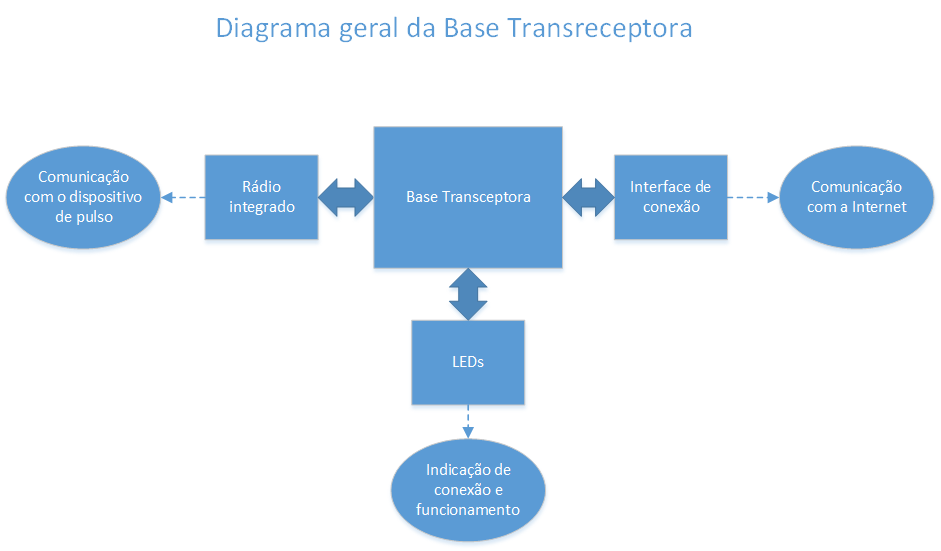 Diagrama geral da Base Transreceptora
Comunicação
com o dispositivo
de pulso
Rádio
integrado
Base Transceptora
Interface de
conexão
Comunicação
com a Internet
LEDs
Indicação de
conexão e
funcionamento